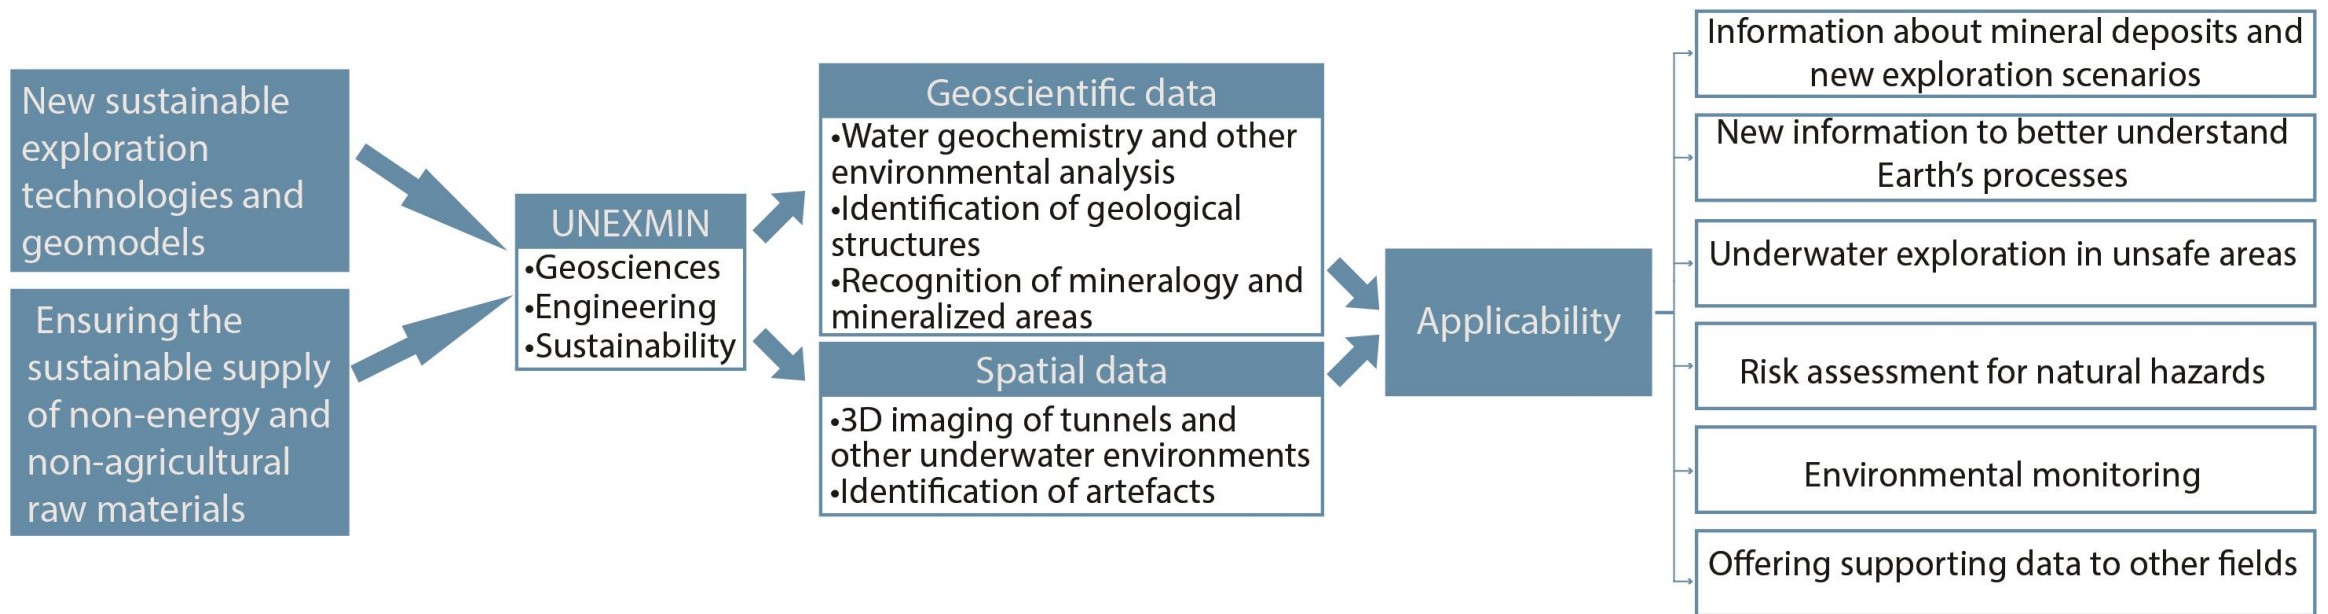 New sustainable
exploration
technologies and
geomodels
Ensuring the
sustainable supply
of non-energy and
non-agricultural
raw materials
UNEXMIN
•Geosciences
•Engineering
•Sustainability
Geoscientific data
•Water geochemistry and other
environmental analysis
•Identification of geological
structures
•Recognition of mineralogy and
mineralized areas
Spatial data
•3D imaging of tunnels and
other underwater environments
•Identification of artefacts
Applicability
Information about mineral deposits and
new exploration scenarios
New information to better understand
Earth’s processes
Underwater exploration in unsafe areas
Risk assessment for natural hazards
Environmental monitoring
Offering supporting data to other fields